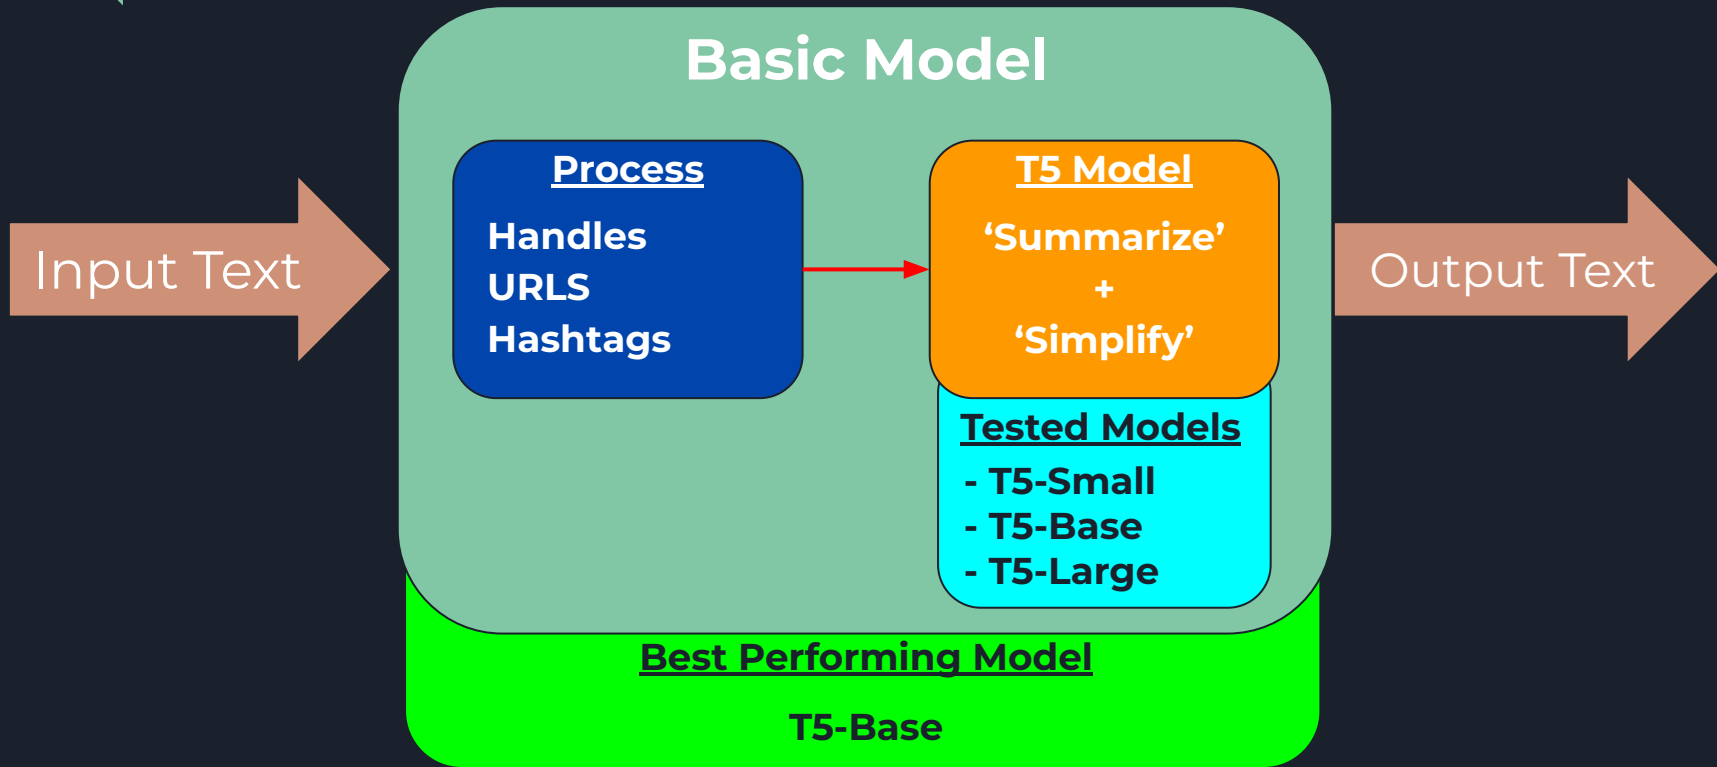 Basic Model
Input Text
Process
Handles
URLS
Hashtags
T5 Model
‘Summarize’
+
‘Simplify’
Tested Models
- T5-Small
- T5-Base
- T5-Large
Output Text
Best Performing Model
T5-Base